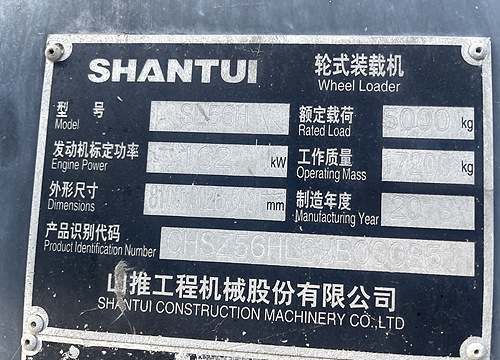 SHANTUI 轮式装载机
Wheel Loader
型 号 额定载荷 5000 kg
Model Rated Load
发动机标定功率 kW 工作质量 kg
Engine Power Operating Mass
外形尺寸 mm 制造年度
Dimensions Manufacturing Year
产品识别代码
Product Identification Number
山推工程机械股份有限公司
SHANTUI CONSTRUCTION MACHINERY CO.,LTD